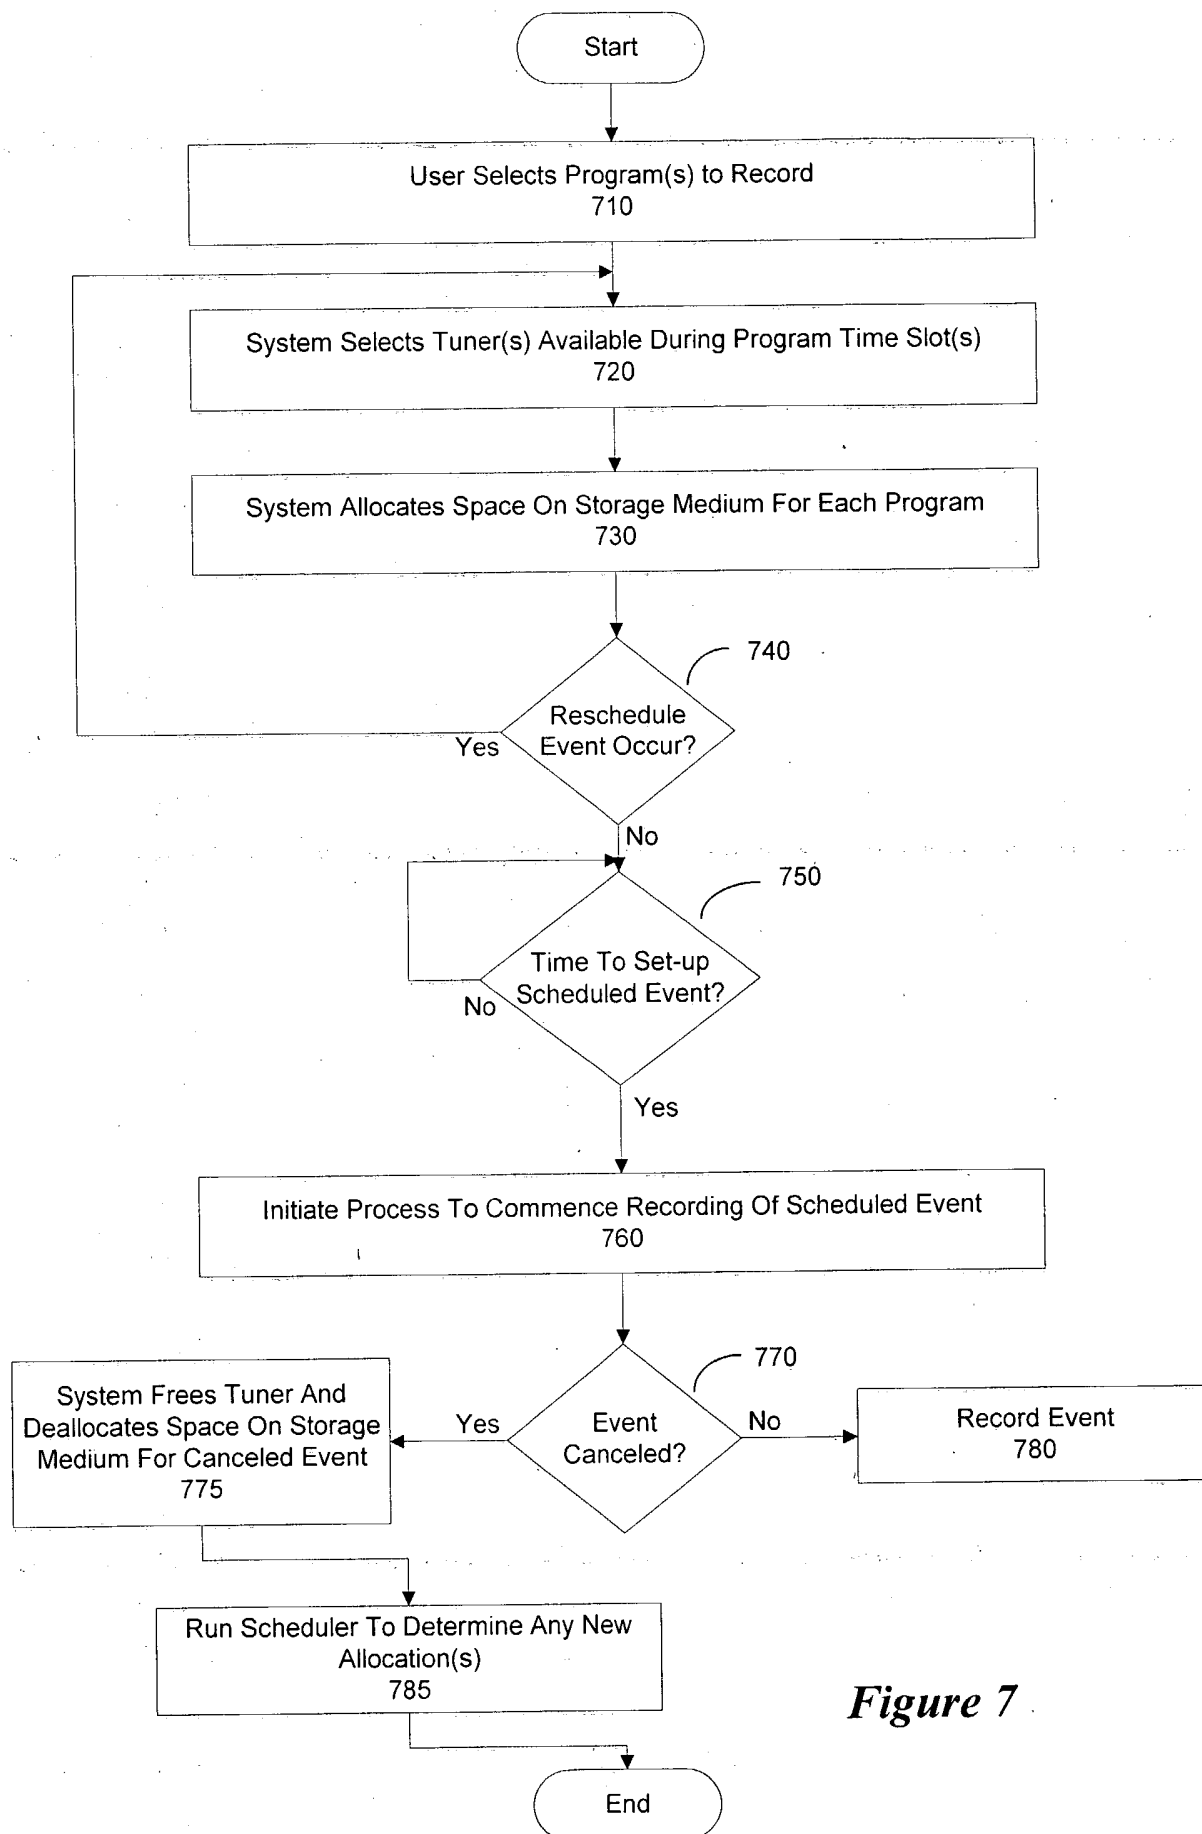 Start
User Selects Program(s) to Record
710
System Selects Tuner(s) Available During Program Time Slot(s)
720
System Allocates Space On Storage Medium For Each Program
730
740
Reschedule
Event Occur?
Yes
No
750
Time To Set-up
Scheduled Event?
No
Yes
Initiate Process To Commence Recording Of Scheduled Event
760
770
Event
Canceled?
Yes
No
System Frees Tuner And
Deallocates Space On Storage
Medium For Canceled Event
775
Record Event
780
Run Scheduler To Determine Any New
Allocation(s)
785
Figure 7
End